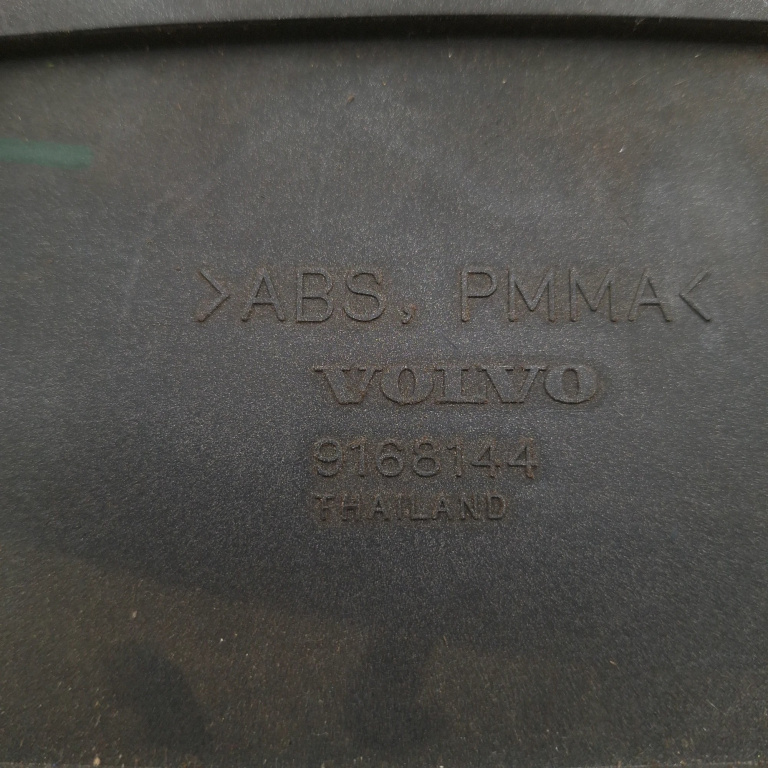 >ABS, PMMA<
VOLVO
9168144
THAILAND